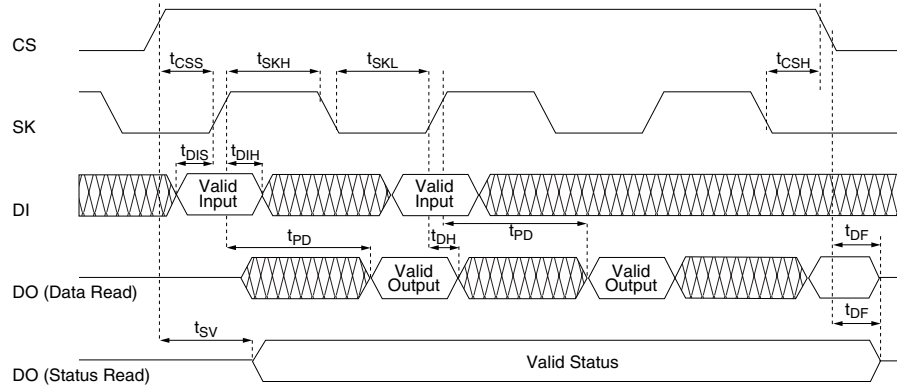 CS
tCSS
tSKH
tSKL
tCSH
SK
tDIS
tDIH
Valid
Input
Valid
Input
DI
tPD
tDH
tPD
tDF
Valid
Output
Valid
Output
DO (Data Read)
tSV
tDF
Valid Status
DO (Status Read)